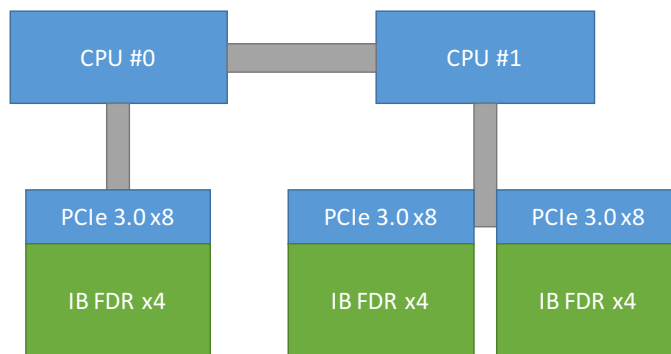 CPU #0
CPU #1
PCIe 3.0 x8
PCIe 3.0 x8
PCIe 3.0 x8
IB FDR x4
IB FDR x4
IB FDR x4